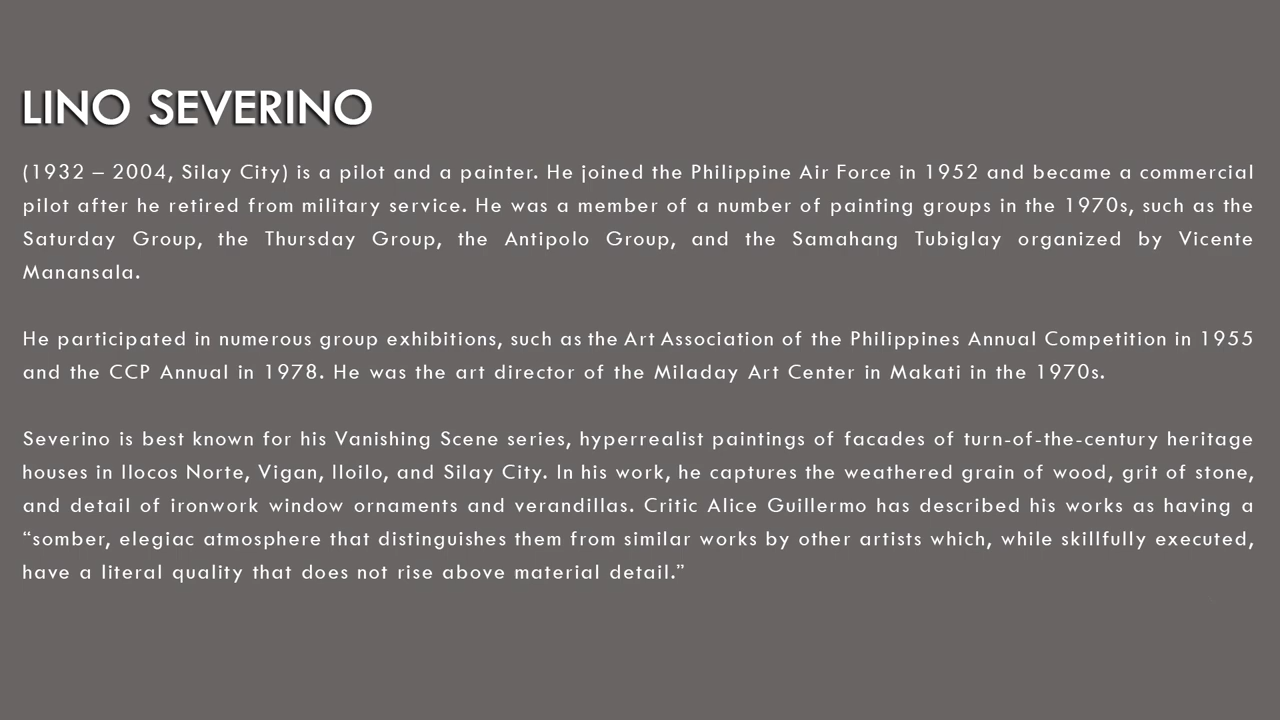 LINO SEVERINO
(1932 – 2004, Silay City) is a pilot and a painter. He joined the Philippine Air Force in 1952 and became a commercial
pilot after he retired from military service. He was a member of a number of painting groups in the 1970s, such as the
Saturday Group, the Thursday Group, the Antipolo Group, and the Samahang Tubiglay organized by Vicente
Manansala.
He participated in numerous group exhibitions, such as the Art Association of the Philippines Annual Competition in 1955
and the CCP Annual in 1978. He was the art director of the Miladay Art Center in Makati in the 1970s.
Severino is best known for his Vanishing Scene series, hyperrealist paintings of facades of turn-of-the-century heritage
houses in Ilocos Norte, Vigan, Iloilo, and Silay City. In his work, he captures the weathered grain of wood, grit of stone,
and detail of ironwork window ornaments and verandillas. Critic Alice Guillermo has described his works as having a
“somber, elegiac atmosphere that distinguishes them from similar works by other artists which, while skillfully executed,
have a literal quality that does not rise above material detail.”